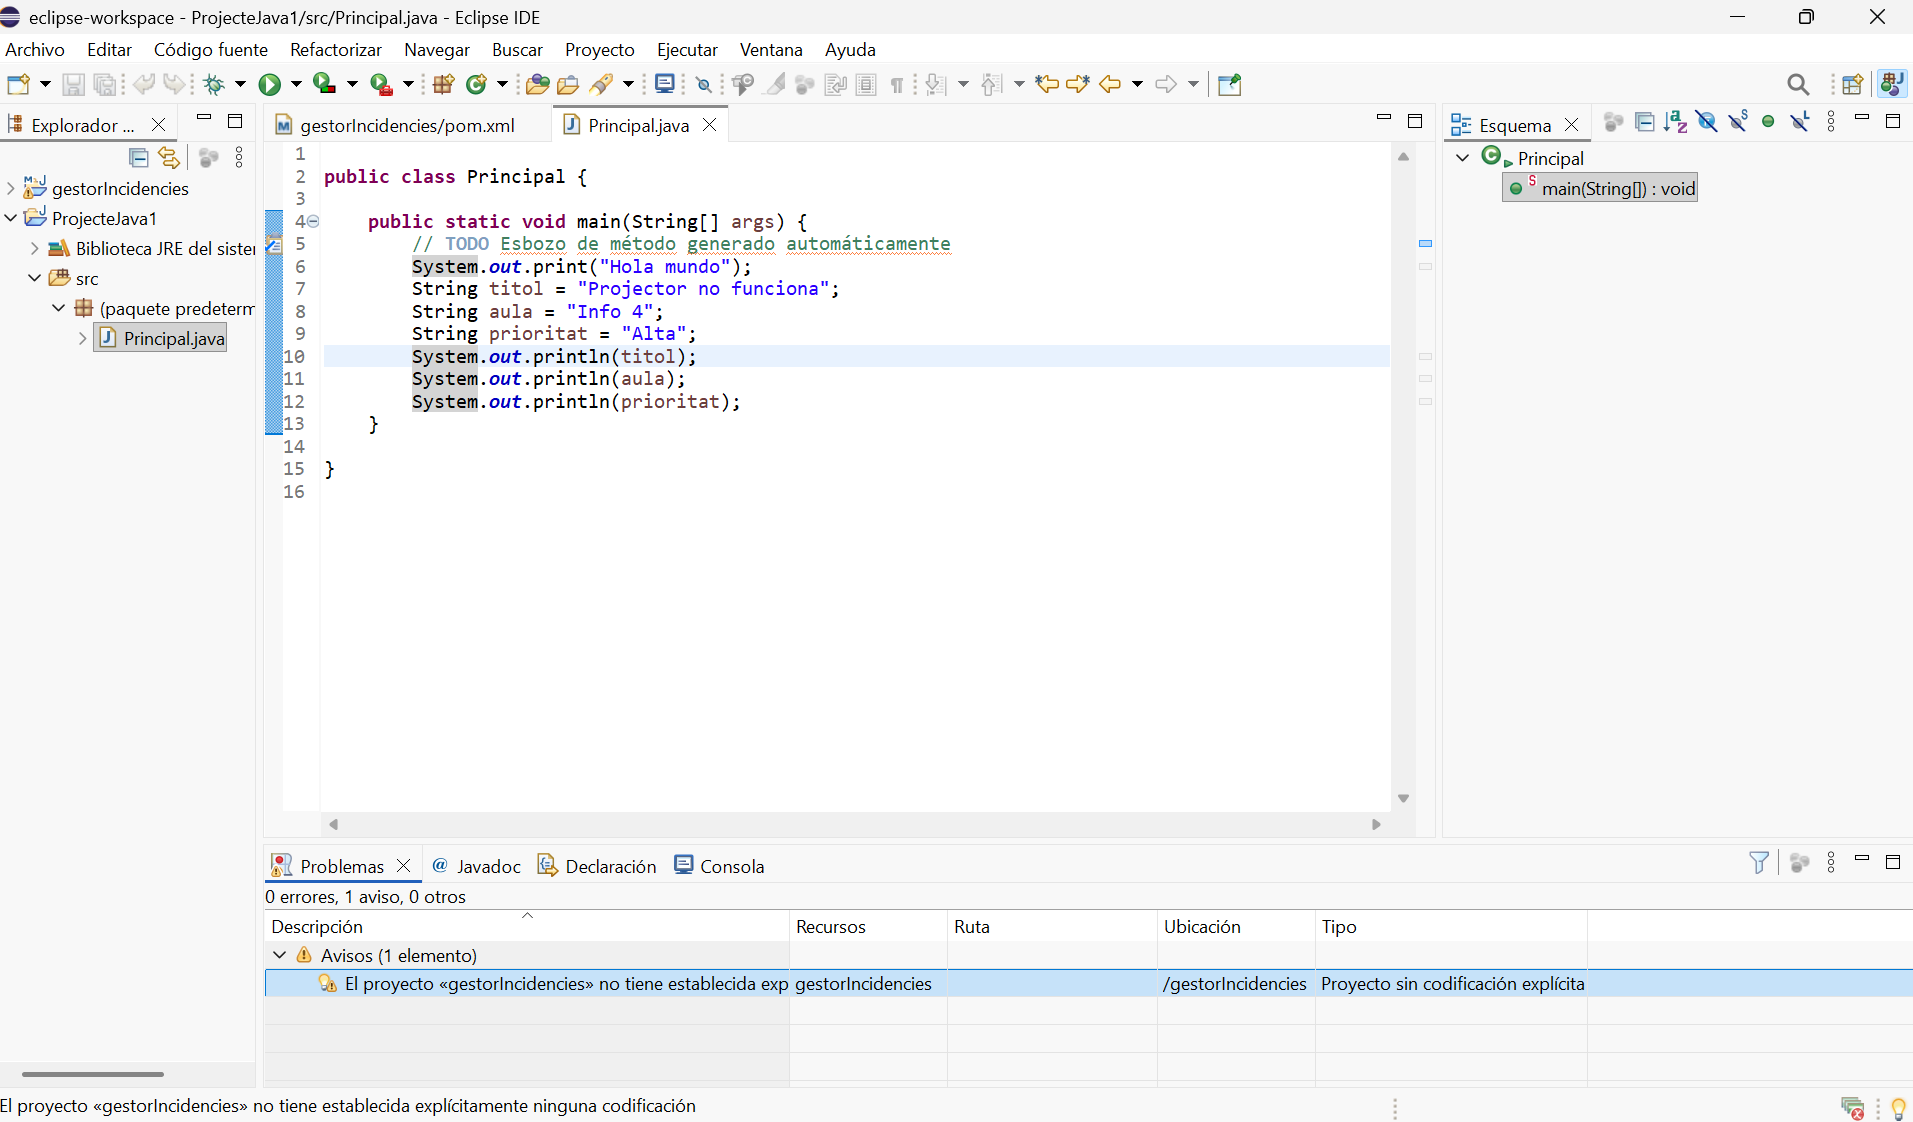 eclipse-workspace - ProjecteJava1/src/Principal.java - Eclipse IDE
Archivo Editar Código fuente Refactorizar Navegar Buscar Proyecto Ejecutar Ventana Ayuda
Explorador ...
gestorIncidencies
ProjecteJava1
Biblioteca JRE del sister
src
(paquete predeterm
Principal.java
gestorIncidencies/pom.xml Principal.java
1
2 public class Principal {
3
4 public static void main(String[] args) {
5 // TODO Esbozo de método generado automáticamente
6 System.out.print("Hola mundo");
7 String titol = "Projector no funciona";
8 String aula = "Info 4";
9 String prioritat = "Alta";
10 System.out.println(titol);
11 System.out.println(aula);
12 System.out.println(prioritat);
13 }
14
15 }
16
Esquema
Principal
main(String[]) : void
Problemas Javadoc Declaración Consola
0 errores, 1 aviso, 0 otros
Descripción Recursos Ruta Ubicación Tipo
Avisos (1 elemento)
El proyecto «gestorIncidencies» no tiene establecida exp gestorIncidencies /gestorIncidencies Proyecto sin codificación explícita
El proyecto «gestorIncidencies» no tiene establecida explícitamente ninguna codificación